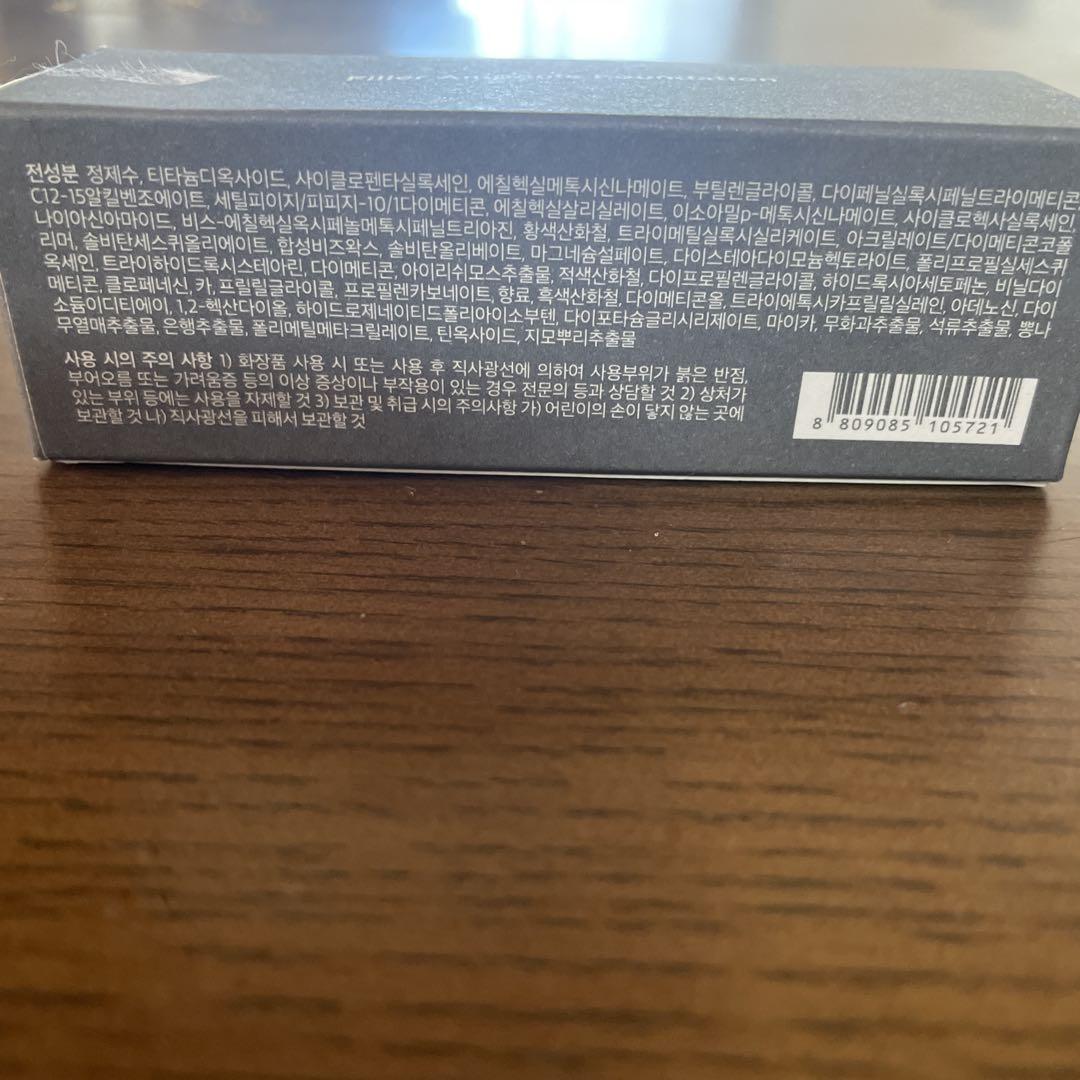 Filler Foundation
전성분 정제수, 티타늄디옥사이드, 사이클로펜타실록세인, 에칠헥실메톡시신나메이트, 부틸렌글라이콜, 다이페닐실록시페닐트라이메티콘
C12-15알킬벤조에이트, 세틸피이지/피피지-10/1다이메티콘, 에칠헥실살리실레이트, 이소아밀p-메톡시신나메이트, 사이클로헥사실록세인,
나이아신아마이드, 비스-에칠헥실옥시페놀메톡시페닐트리아진, 황색산화철, 트라이메틸실록시실리케이트, 아크릴레이트/다이메티콘코폴
리머, 솔비탄세스퀴올리에이트, 합성비즈왁스, 솔비탄올리베이트, 마그네슘설페이트, 다이스테아다이모늄헥토라이트, 폴리프로필실세스퀴
옥세인, 트라이하이드록시스테아린, 다이메티콘, 아이리쉬모스추출물, 적색산화철, 다이프로필렌글라이콜, 하이드록시아세토페논, 비닐다이
메티콘, 클로페네신, 카, 프릴릴글라이콜, 프로필렌카보네이트, 향료, 흑색산화철, 다이메티콘올, 트라이에톡시카프릴릴실레인, 아데노신, 다이
소듐이디티에이, 1,2-헥산다이올, 하이드로제네이티드폴리아이소부텐, 다이포타슘글리시리제이트, 마이카, 무화과추출물, 석류추출물, 뽕나
무열매추출물, 은행추출물, 폴리메틸메타크릴레이트, 틴옥사이드, 지모뿌리추출물
사용 시의 주의 사항 1) 화장품 사용 시 또는 사용 후 직사광선에 의하여 사용부위가 붉은 반점,
부어오름 또는 가려움증 등의 이상 증상이나 부작용이 있는 경우 전문의 등과 상담할 것 2) 상처가
있는 부위 등에는 사용을 자제할 것 3) 보관 및 취급 시의 주의사항 가) 어린이의 손이 닿지 않는 곳에
보관할 것 나) 직사광선을 피해서 보관할 것
8 809085 105721